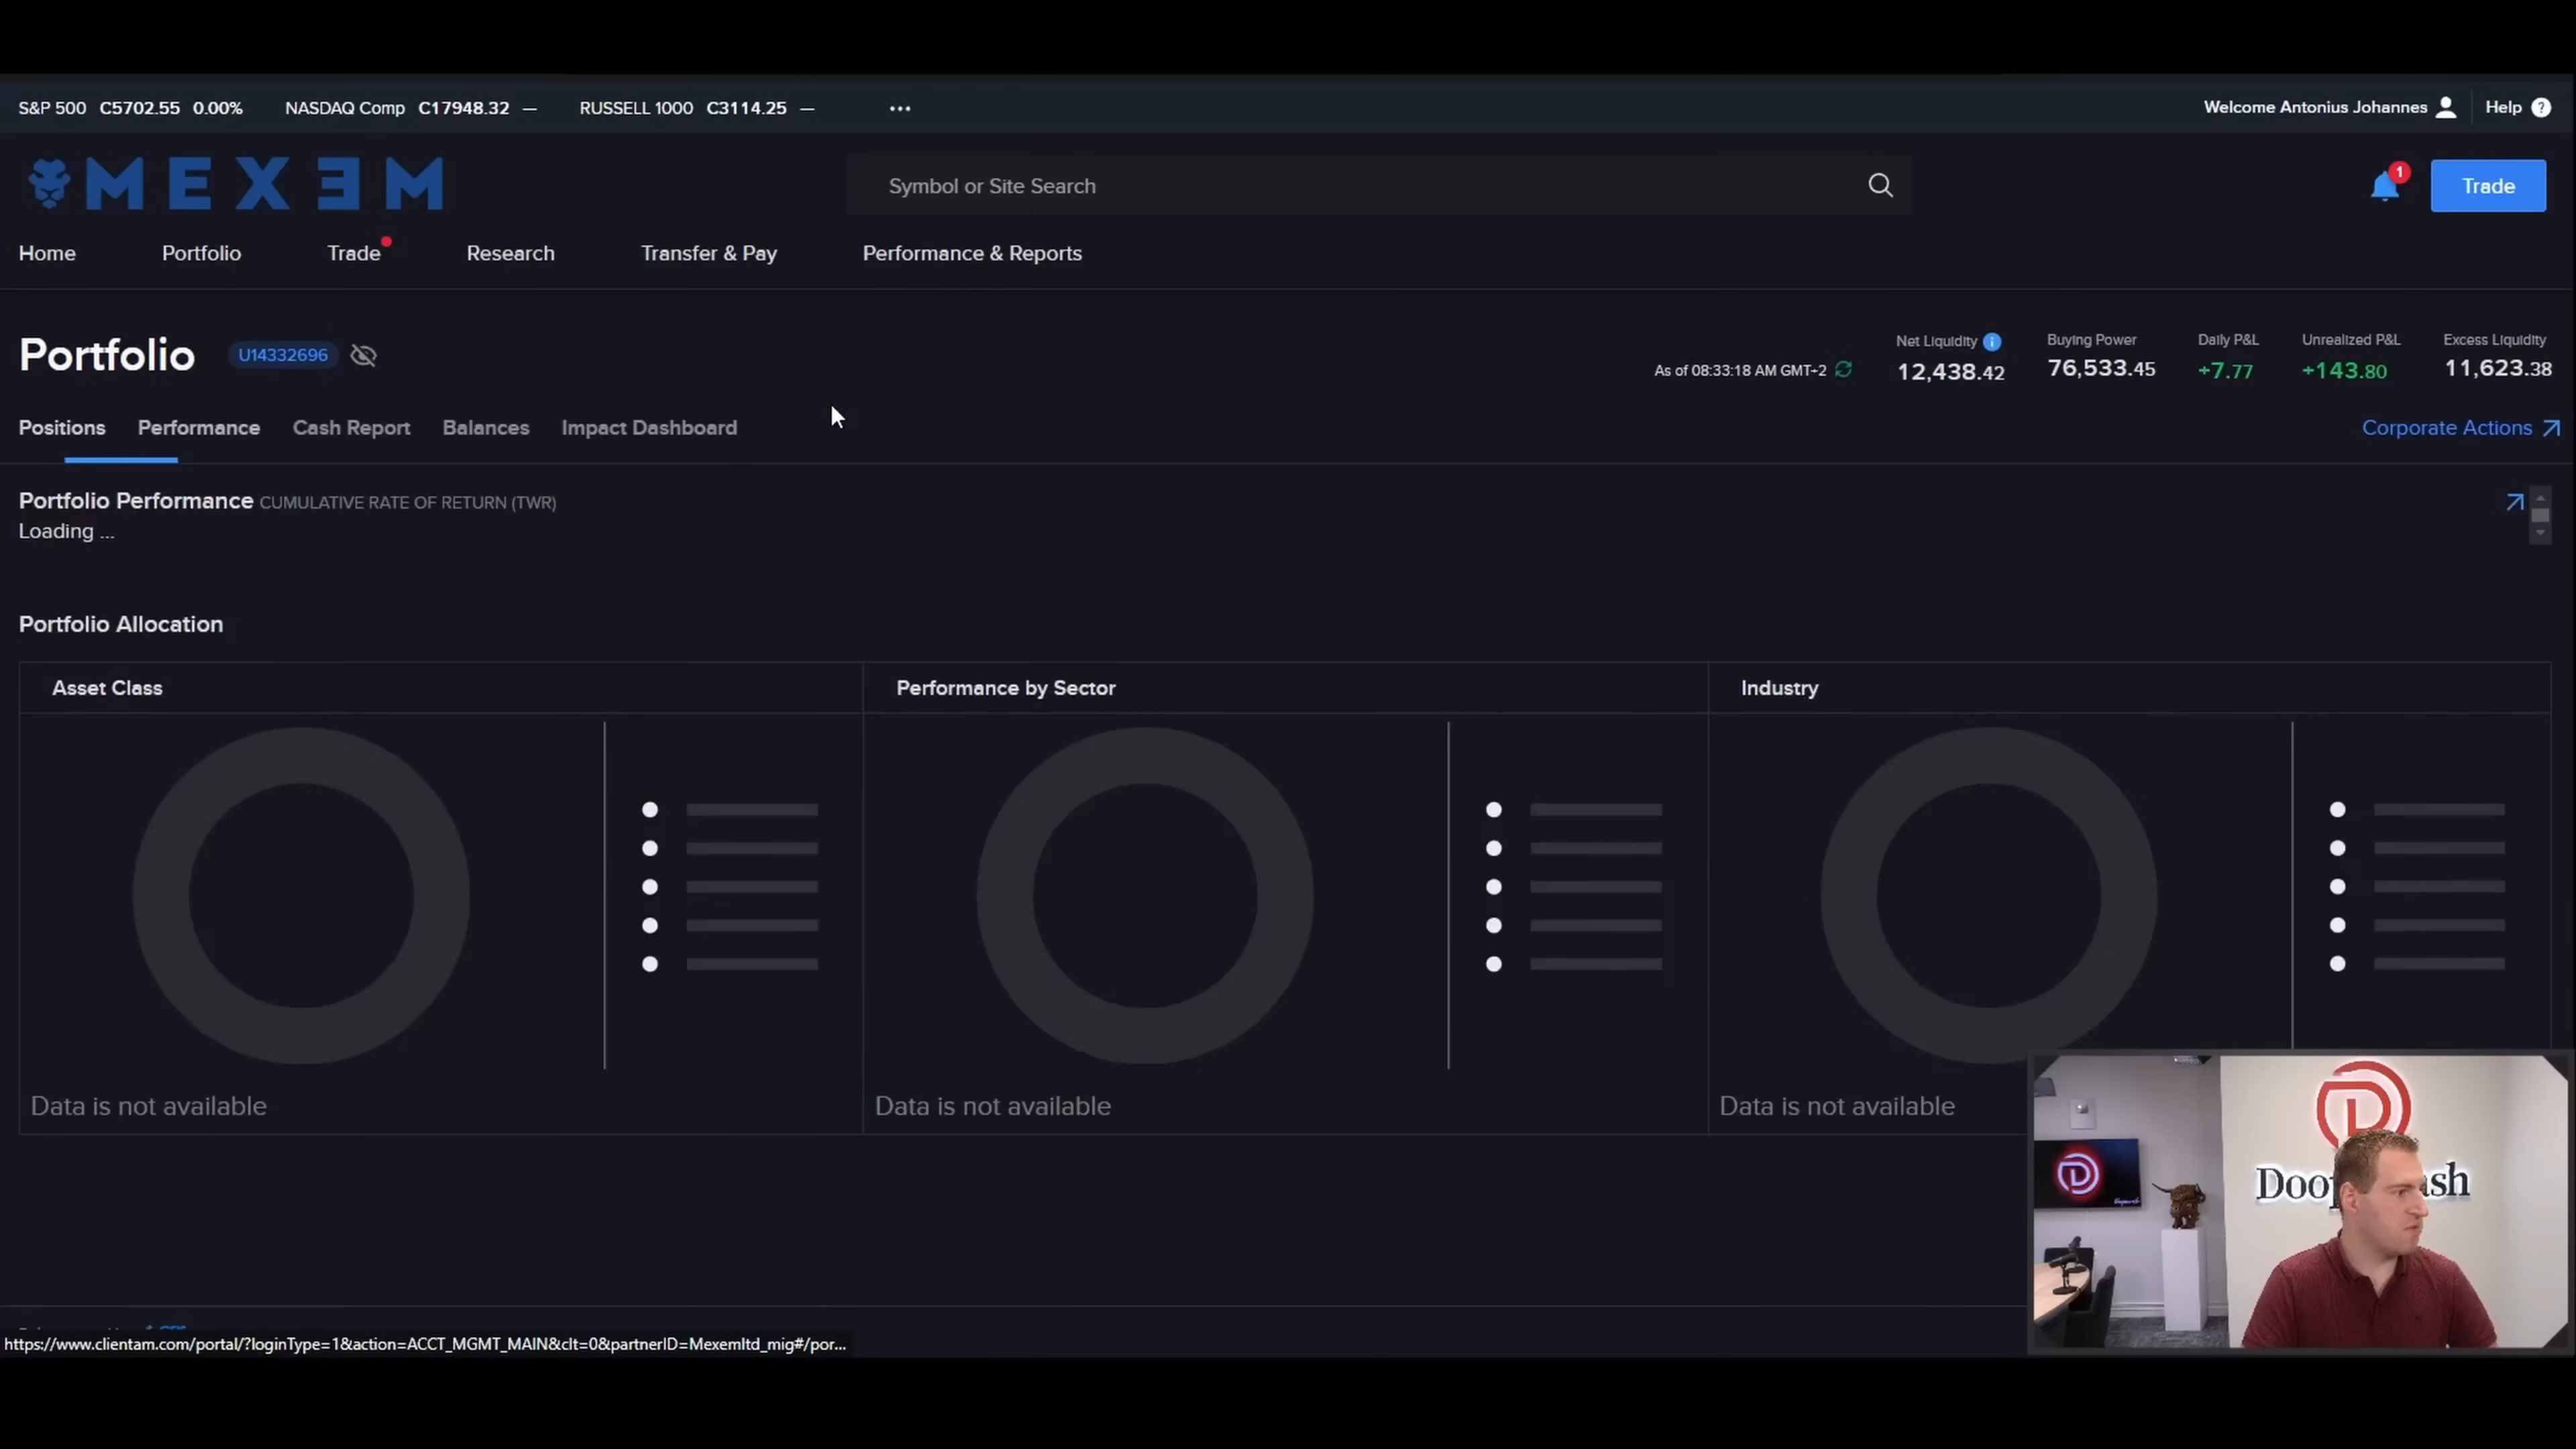 S&P 500 C5702.55 0.00% NASDAQ Comp C17948.32 — RUSSELL 1000 C3114.25 — •••
Welcome Antonius Johannes Help ?
MEXEM
Symbol or Site Search
1
Trade
Home Portfolio Trade Research Transfer & Pay Performance & Reports
Portfolio U14332696
As of 08:33:18 AM GMT+2
Net Liquidity i 12,438.42
Buying Power 76,533.45
Daily P&L +7.77
Unrealized P&L +143.80
Excess Liquidity 11,623.38
Positions Performance Cash Report Balances Impact Dashboard
Corporate Actions
Portfolio Performance CUMULATIVE RATE OF RETURN (TWR)
Loading ...
Portfolio Allocation
Asset Class Performance by Sector Industry
Data is not available Data is not available Data is not available
https://www.clientam.com/portal/?loginType=1&action=ACCT_MGMT_MAIN&clt=0&partnerID=Mexemltd_mig#/por...